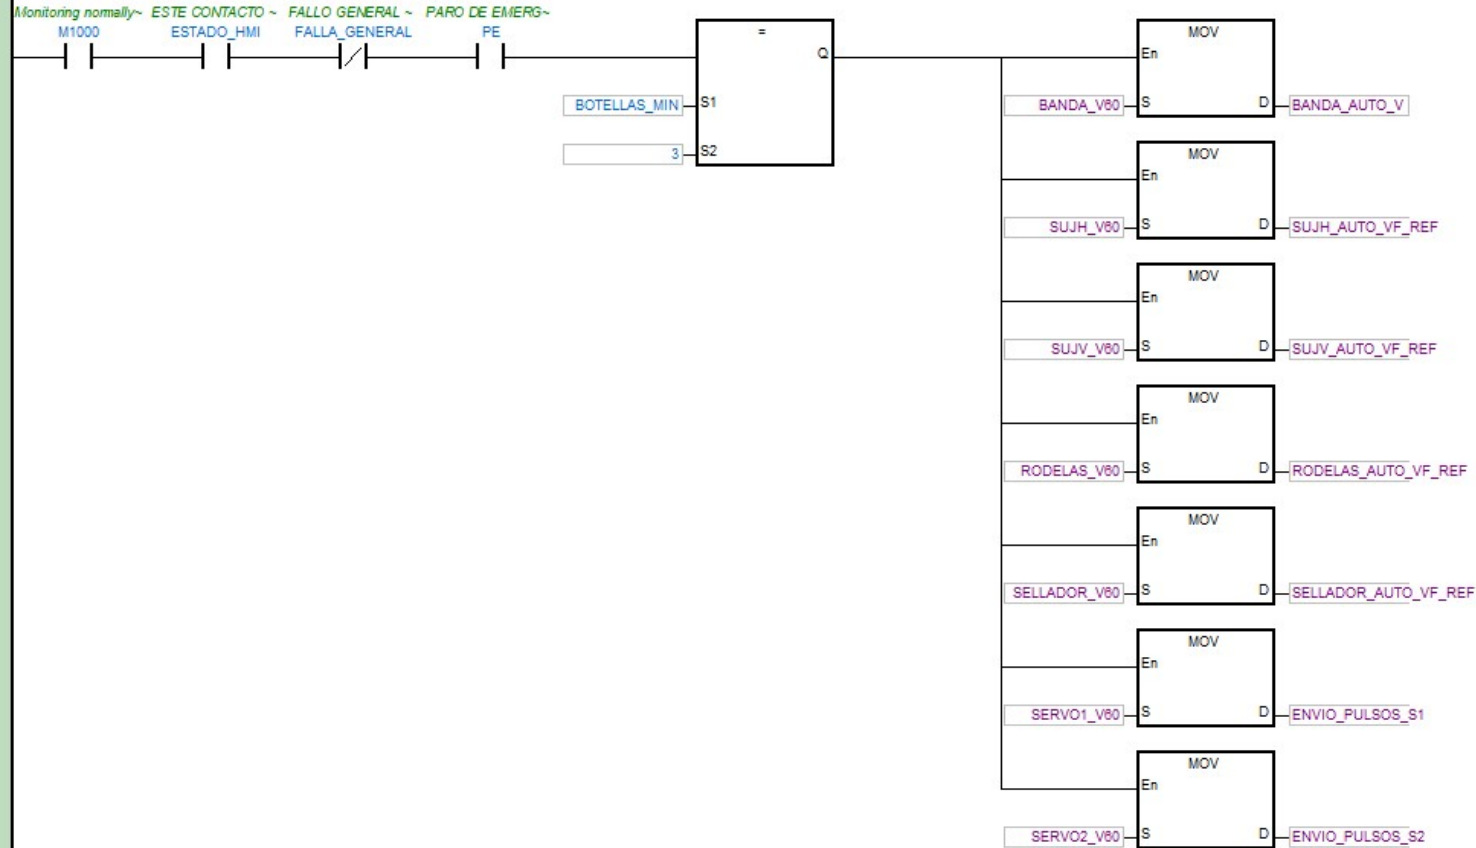 Monitoring normally~ ESTE CONTACTO ~ FALLO GENERAL ~ PARO DE EMERG~
M1000 ESTADO_HMI FALLA_GENERAL PE
=
Q
BOTELLAS_MIN S1
3 S2
MOV
En
BANDA_V60 S D BANDA_AUTO_V
MOV
En
SUJH_V60 S D SUJH_AUTO_VF_REF
MOV
En
SUJV_V60 S D SUJV_AUTO_VF_REF
MOV
En
RODELAS_V60 S D RODELAS_AUTO_VF_REF
MOV
En
SELLADOR_V60 S D SELLADOR_AUTO_VF_REF
MOV
En
SERVO1_V60 S D ENVIO_PULSOS_S1
MOV
En
SERVO2_V60 S D ENVIO_PULSOS_S2